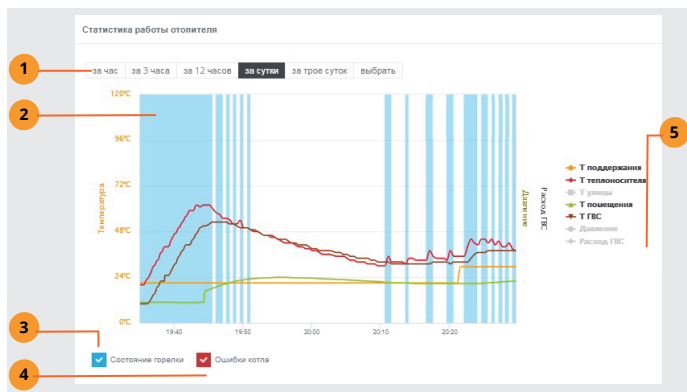 Статистика работы отопителя
1
за час за 3 часа за 12 часов за сутки за трое суток выбрать
120°C
2
96°C
5
72°C
48°C
24°C
0°C
Температура
Давление
Расход ГВС
Т поддержания
Т теплоносителя
Т улицы
Т помещения
Т ГВС
Давление
Расход ГВС
19:40 19:50 20:00 20:10 20:20
3
Состояние горелки Ошибки котла
4